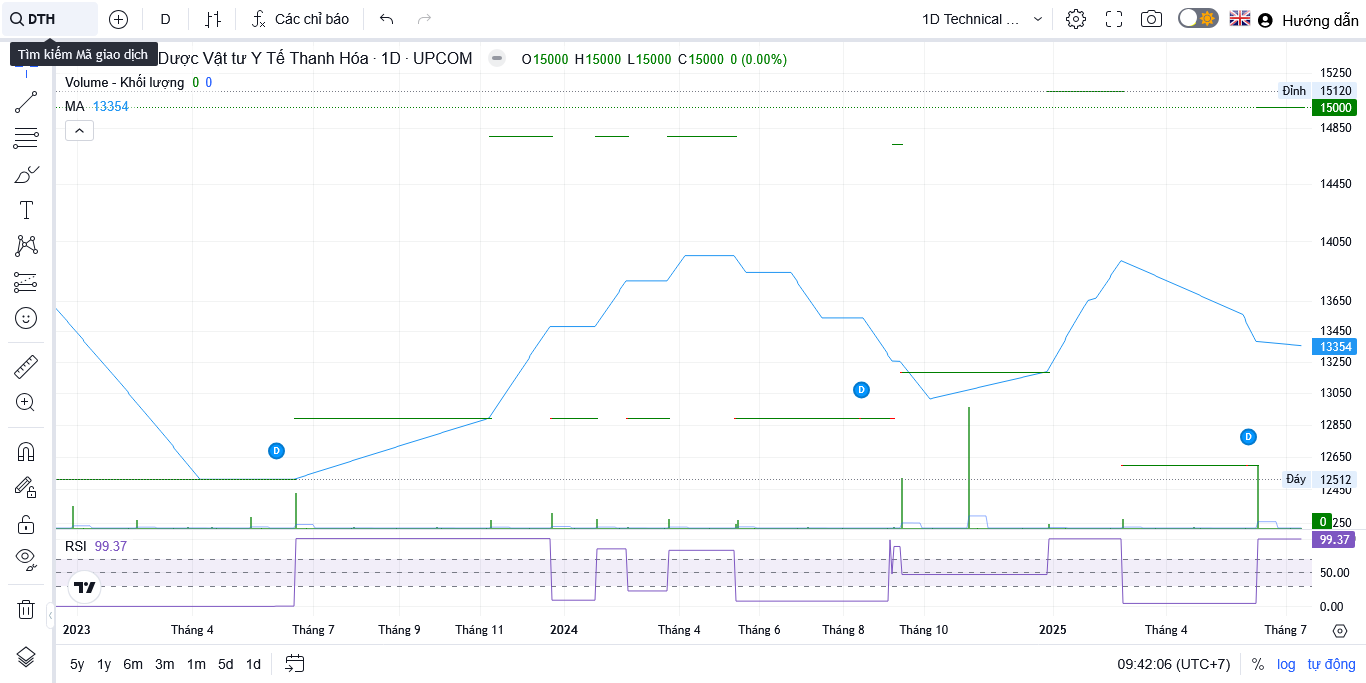 DTH
D
Các chỉ báo
1D Technical ...
Hướng dẫn
Tìm kiếm Mã giao dịch
Dược Vật tư Y Tế Thanh Hóa · 1D · UPCOM
O15000 H15000 L15000 C15000 0 (0.00%)
Volume - Khối lượng 0 0
MA 13354
15250
Đỉnh 15120
15000
14850
14450
14050
13650
13450
13354
13250
13050
12850
12650
Đáy 12512
12450
0
250
D
D
D
RSI 99.37
99.37
50.00
0.00
2023 Tháng 4 Tháng 7 Tháng 9 Tháng 11 2024 Tháng 4 Tháng 6 Tháng 8 Tháng 10 2025 Tháng 4 Tháng 7
5y 1y 6m 3m 1m 5d 1d
09:42:06 (UTC+7) % log tự động